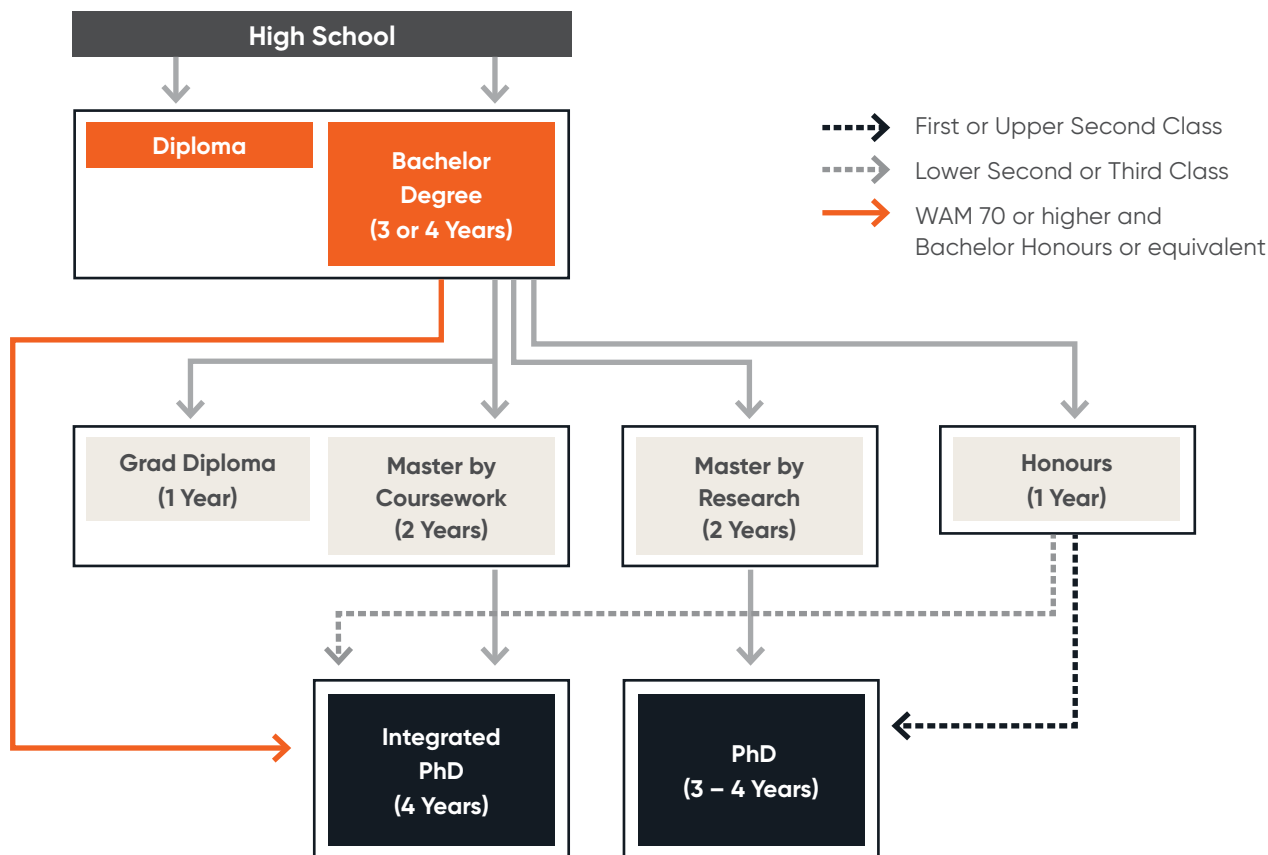 High School
Diploma
Bachelor
Degree
(3 or 4 Years)
First or Upper Second Class
Lower Second or Third Class
WAM 70 or higher and
Bachelor Honours or equivalent
Grad Diploma
(1 Year)
Master by
Coursework
(2 Years)
Master by
Research
(2 Years)
Honours
(1 Year)
Integrated
PhD
(4 Years)
PhD
(3 – 4 Years)